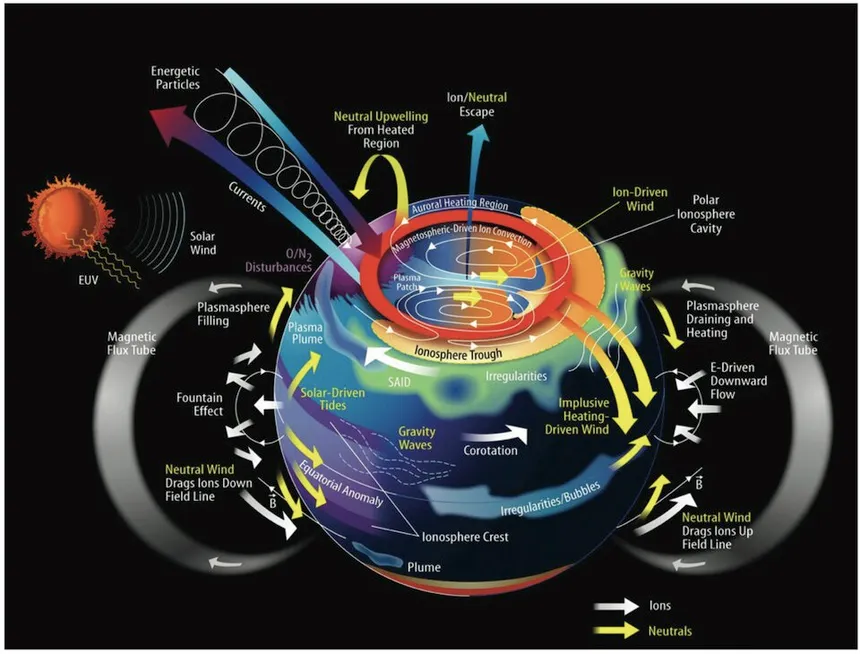 Energetic
Particles
Neutral Upwelling
From Heated
Region
Ion/Neutral
Escape
Currents
Auroral Heating Region
Magnetospheric-Driven Ion Convection
Ion-Driven
Wind
Polar
Ionosphere
Cavity
Solar
Wind
EUV
O/N2
Disturbances
Plasma
Patch
Gravity
Waves
Plasmasphere
Filling
Plasma
Plume
Plasmasphere
Draining and
Heating
Magnetic
Flux Tube
Magnetic
Flux Tube
Ionosphere Trough
SAID
Irregularities
E-Driven
Downward
Flow
Fountain
Effect
Solar-Driven
Tides
Implusive
Heating-
Driven Wind
Gravity
Waves
Corotation
Neutral Wind
Drags Ions Down
Field Line
B
Equatorial Anomaly
Irregularities/Bubbles
B
Neutral Wind
Drags Ions Up
Field Line
Ionosphere Crest
Plume
Ions
Neutrals